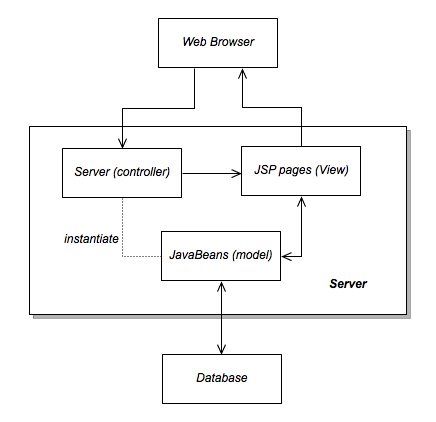 Web Browser
Server (controller)
JSP pages (View)
instantiate
JavaBeans (model)
Server
Database